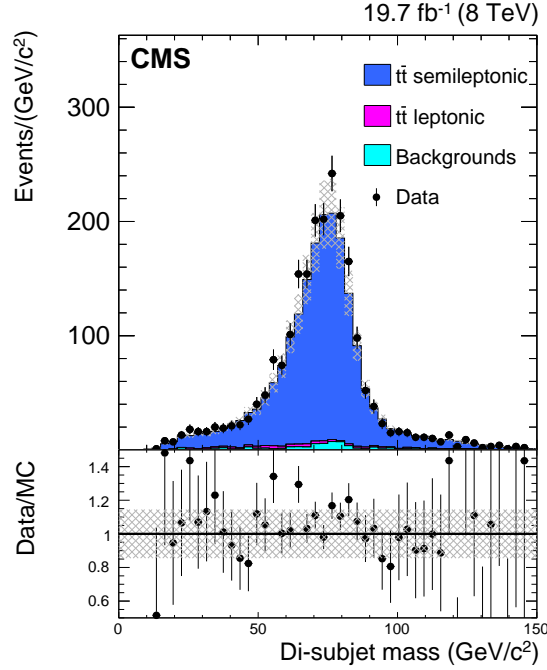 19.7 fb⁻¹ (8 TeV)
CMS
Events/(GeV/c²)
300
200
100
tt̄ semileptonic
tt̄ leptonic
Backgrounds
Data
Data/MC
1.4
1.2
1
0.8
0.6
0 50 100 150
Di-subjet mass (GeV/c²)